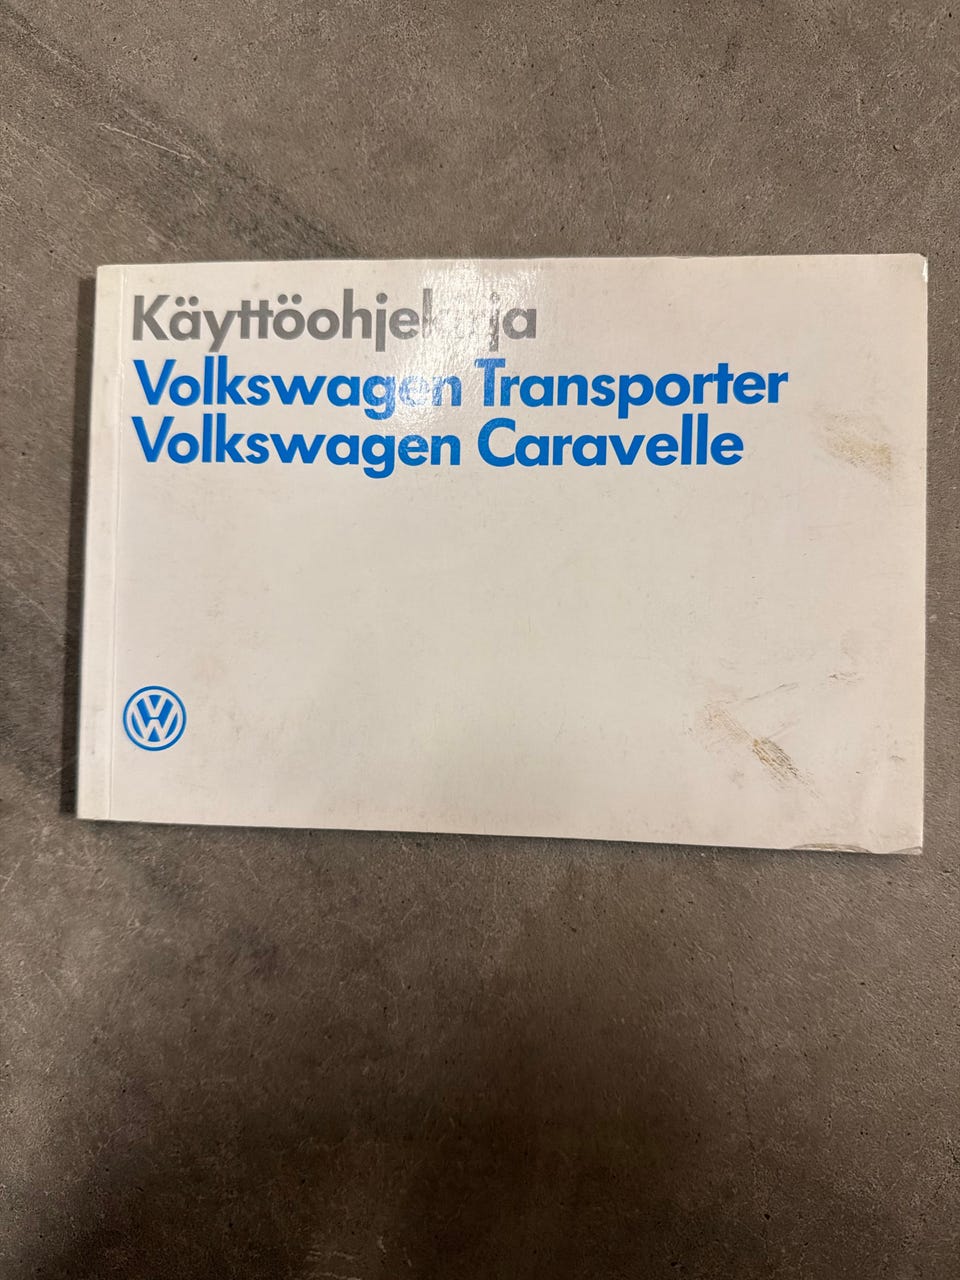 Käyttöohjekirja
Volkswagen Transporter
Volkswagen Caravelle